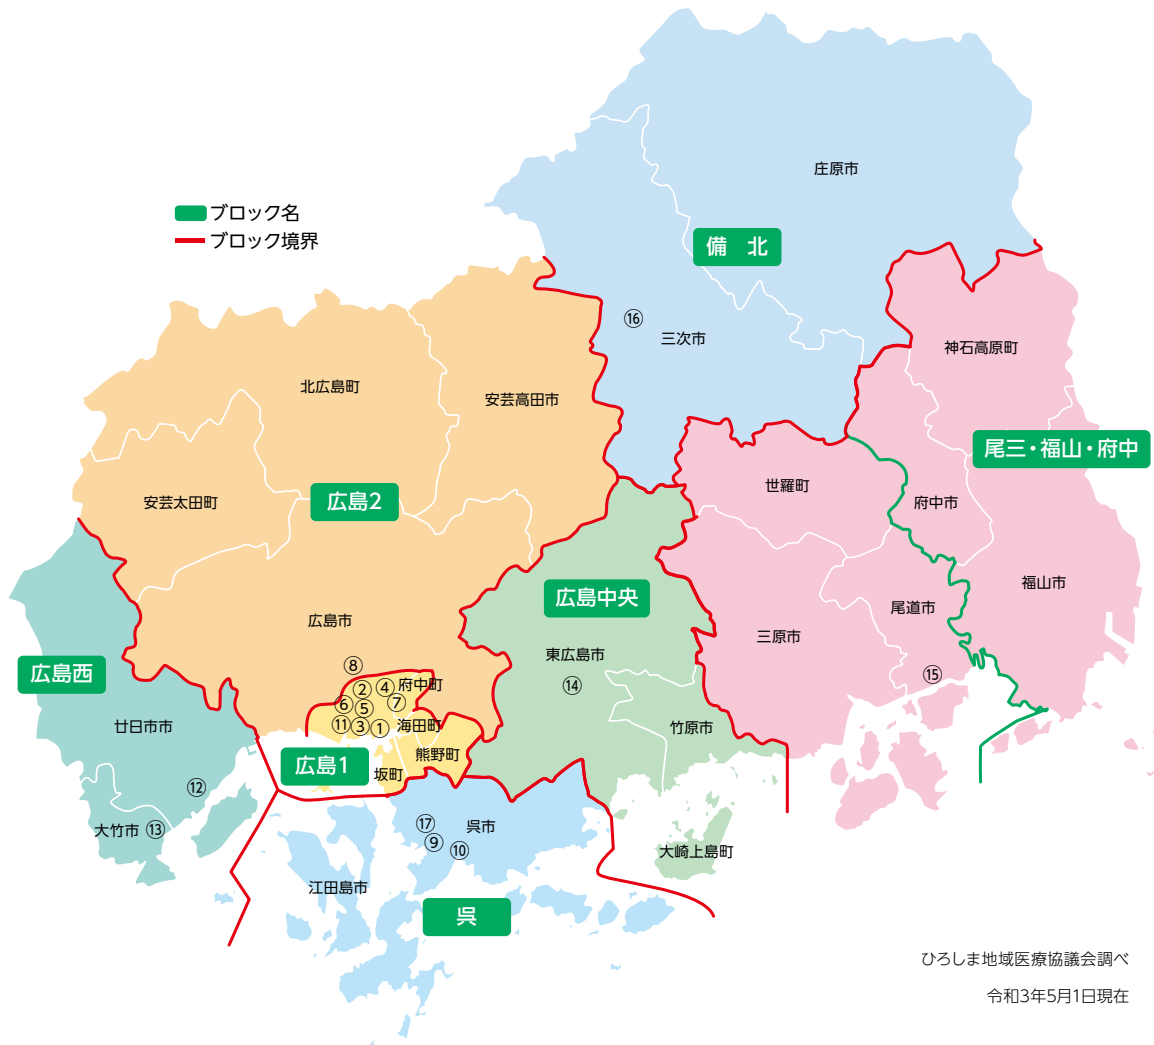 庄原市
ブロック名
ブロック境界
備 北
⑯
三次市
神石高原町
北広島町
安芸高田市
尾三・福山・府中
世羅町
安芸太田町
広島2
府中市
福山市
広島中央
尾道市
広島市
三原市
東広島市
⑧
広島西
⑮
②
④
府中町
⑭
⑥
⑤
⑦
廿日市市
⑪
③
①
海田町
竹原市
広島1
熊野町
坂町
⑫
大竹市
⑬
⑰
呉市
⑨
⑩
大崎上島町
江田島市
呉
ひろしま地域医療協議会調べ
令和3年5月1日現在